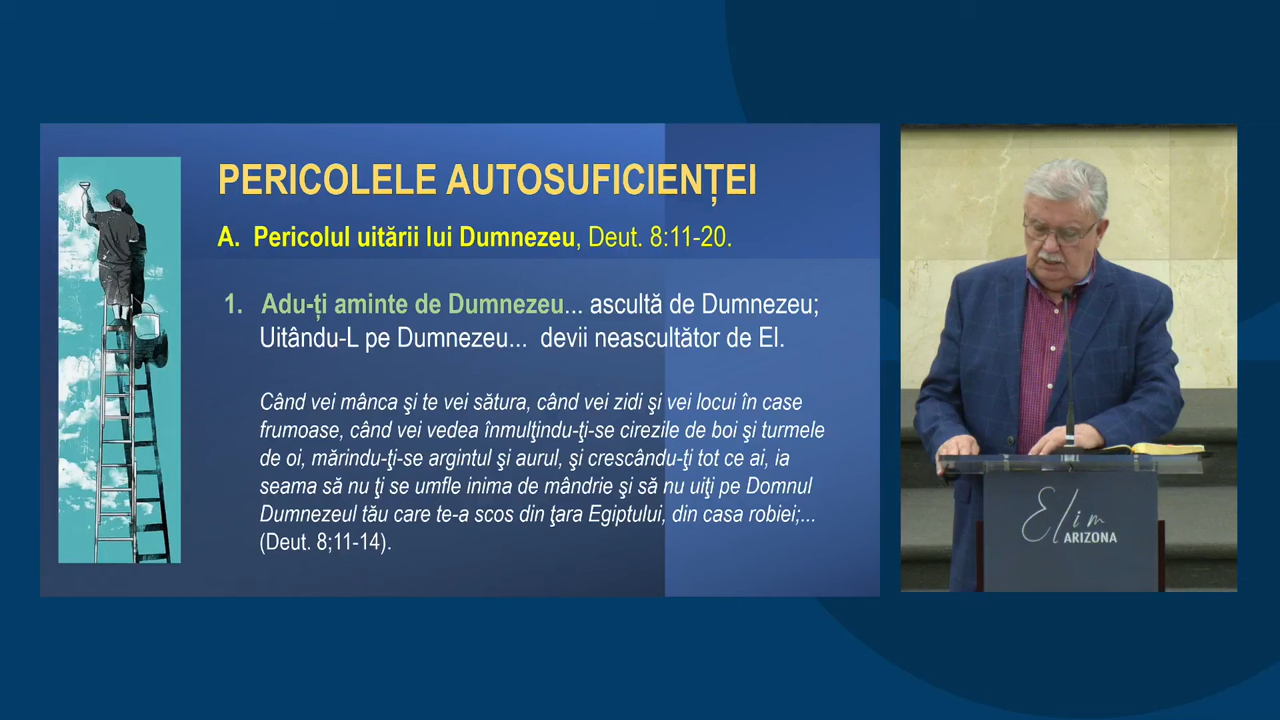 PERICOLELE AUTOSUFICIENȚEI
A. Pericolul uitării lui Dumnezeu, Deut. 8:11-20.
1. Adu-ți aminte de Dumnezeu... ascultă de Dumnezeu;
Uitându-L pe Dumnezeu... devii neascultător de El.
Când vei mânca şi te vei sătura, când vei zidi şi vei locui în case
frumoase, când vei vedea înmulţindu-ţi-se cirezile de boi şi turmele
de oi, mărindu-ţi-se argintul şi aurul, şi crescându-ţi tot ce ai, ia
seama să nu ţi se umfle inima de mândrie şi să nu uiţi pe Domnul
Dumnezeul tău care te-a scos din ţara Egiptului, din casa robiei;...
(Deut. 8;11-14).
Elim
ARIZONA